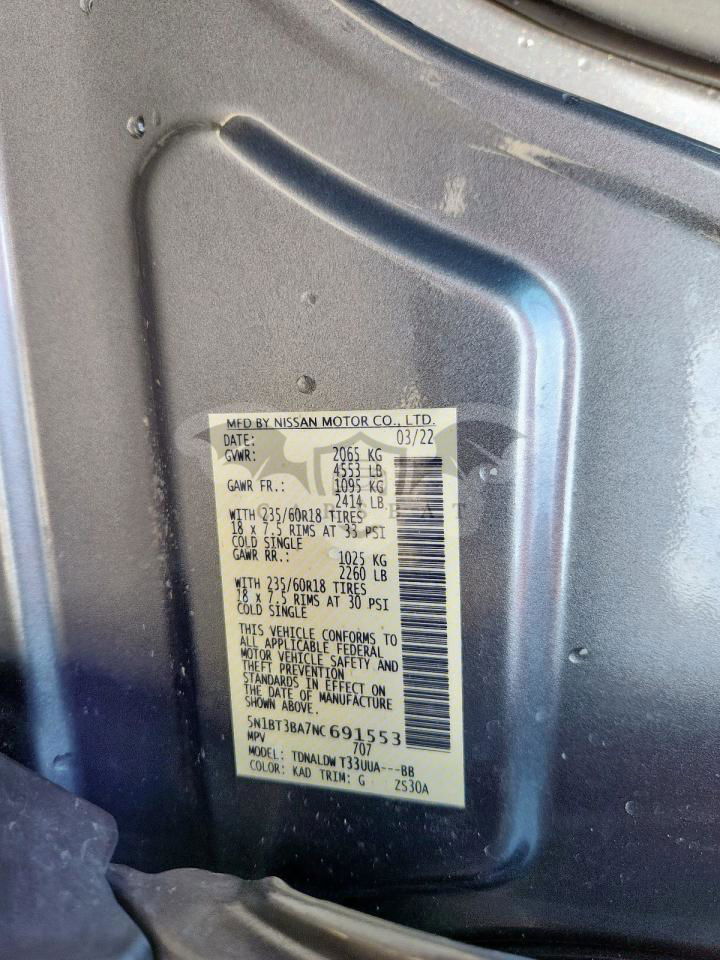 MFD BY NISSAN MOTOR CO., LTD.
DATE: 03/22
GVWR: 2065 KG
4553 LB
GAWR FR.: 1095 KG
2414 LB
WITH 235/60R18 TIRES
18 x 7.5 RIMS AT 33 PSI
COLD SINGLE
GAWR RR.: 1025 KG
2260 LB
WITH 235/60R18 TIRES
18 x 7.5 RIMS AT 30 PSI
COLD SINGLE
THIS VEHICLE CONFORMS TO
ALL APPLICABLE FEDERAL
MOTOR VEHICLE SAFETY AND
THEFT PREVENTION
STANDARDS IN EFFECT ON
THE DATE OF MANUFACTURE
SHOWN ABOVE.
5N1BT3BA7NC691553
MPV 707
MODEL: TDNALDW T33UUA---BB
COLOR: KAD TRIM: G ZS30A